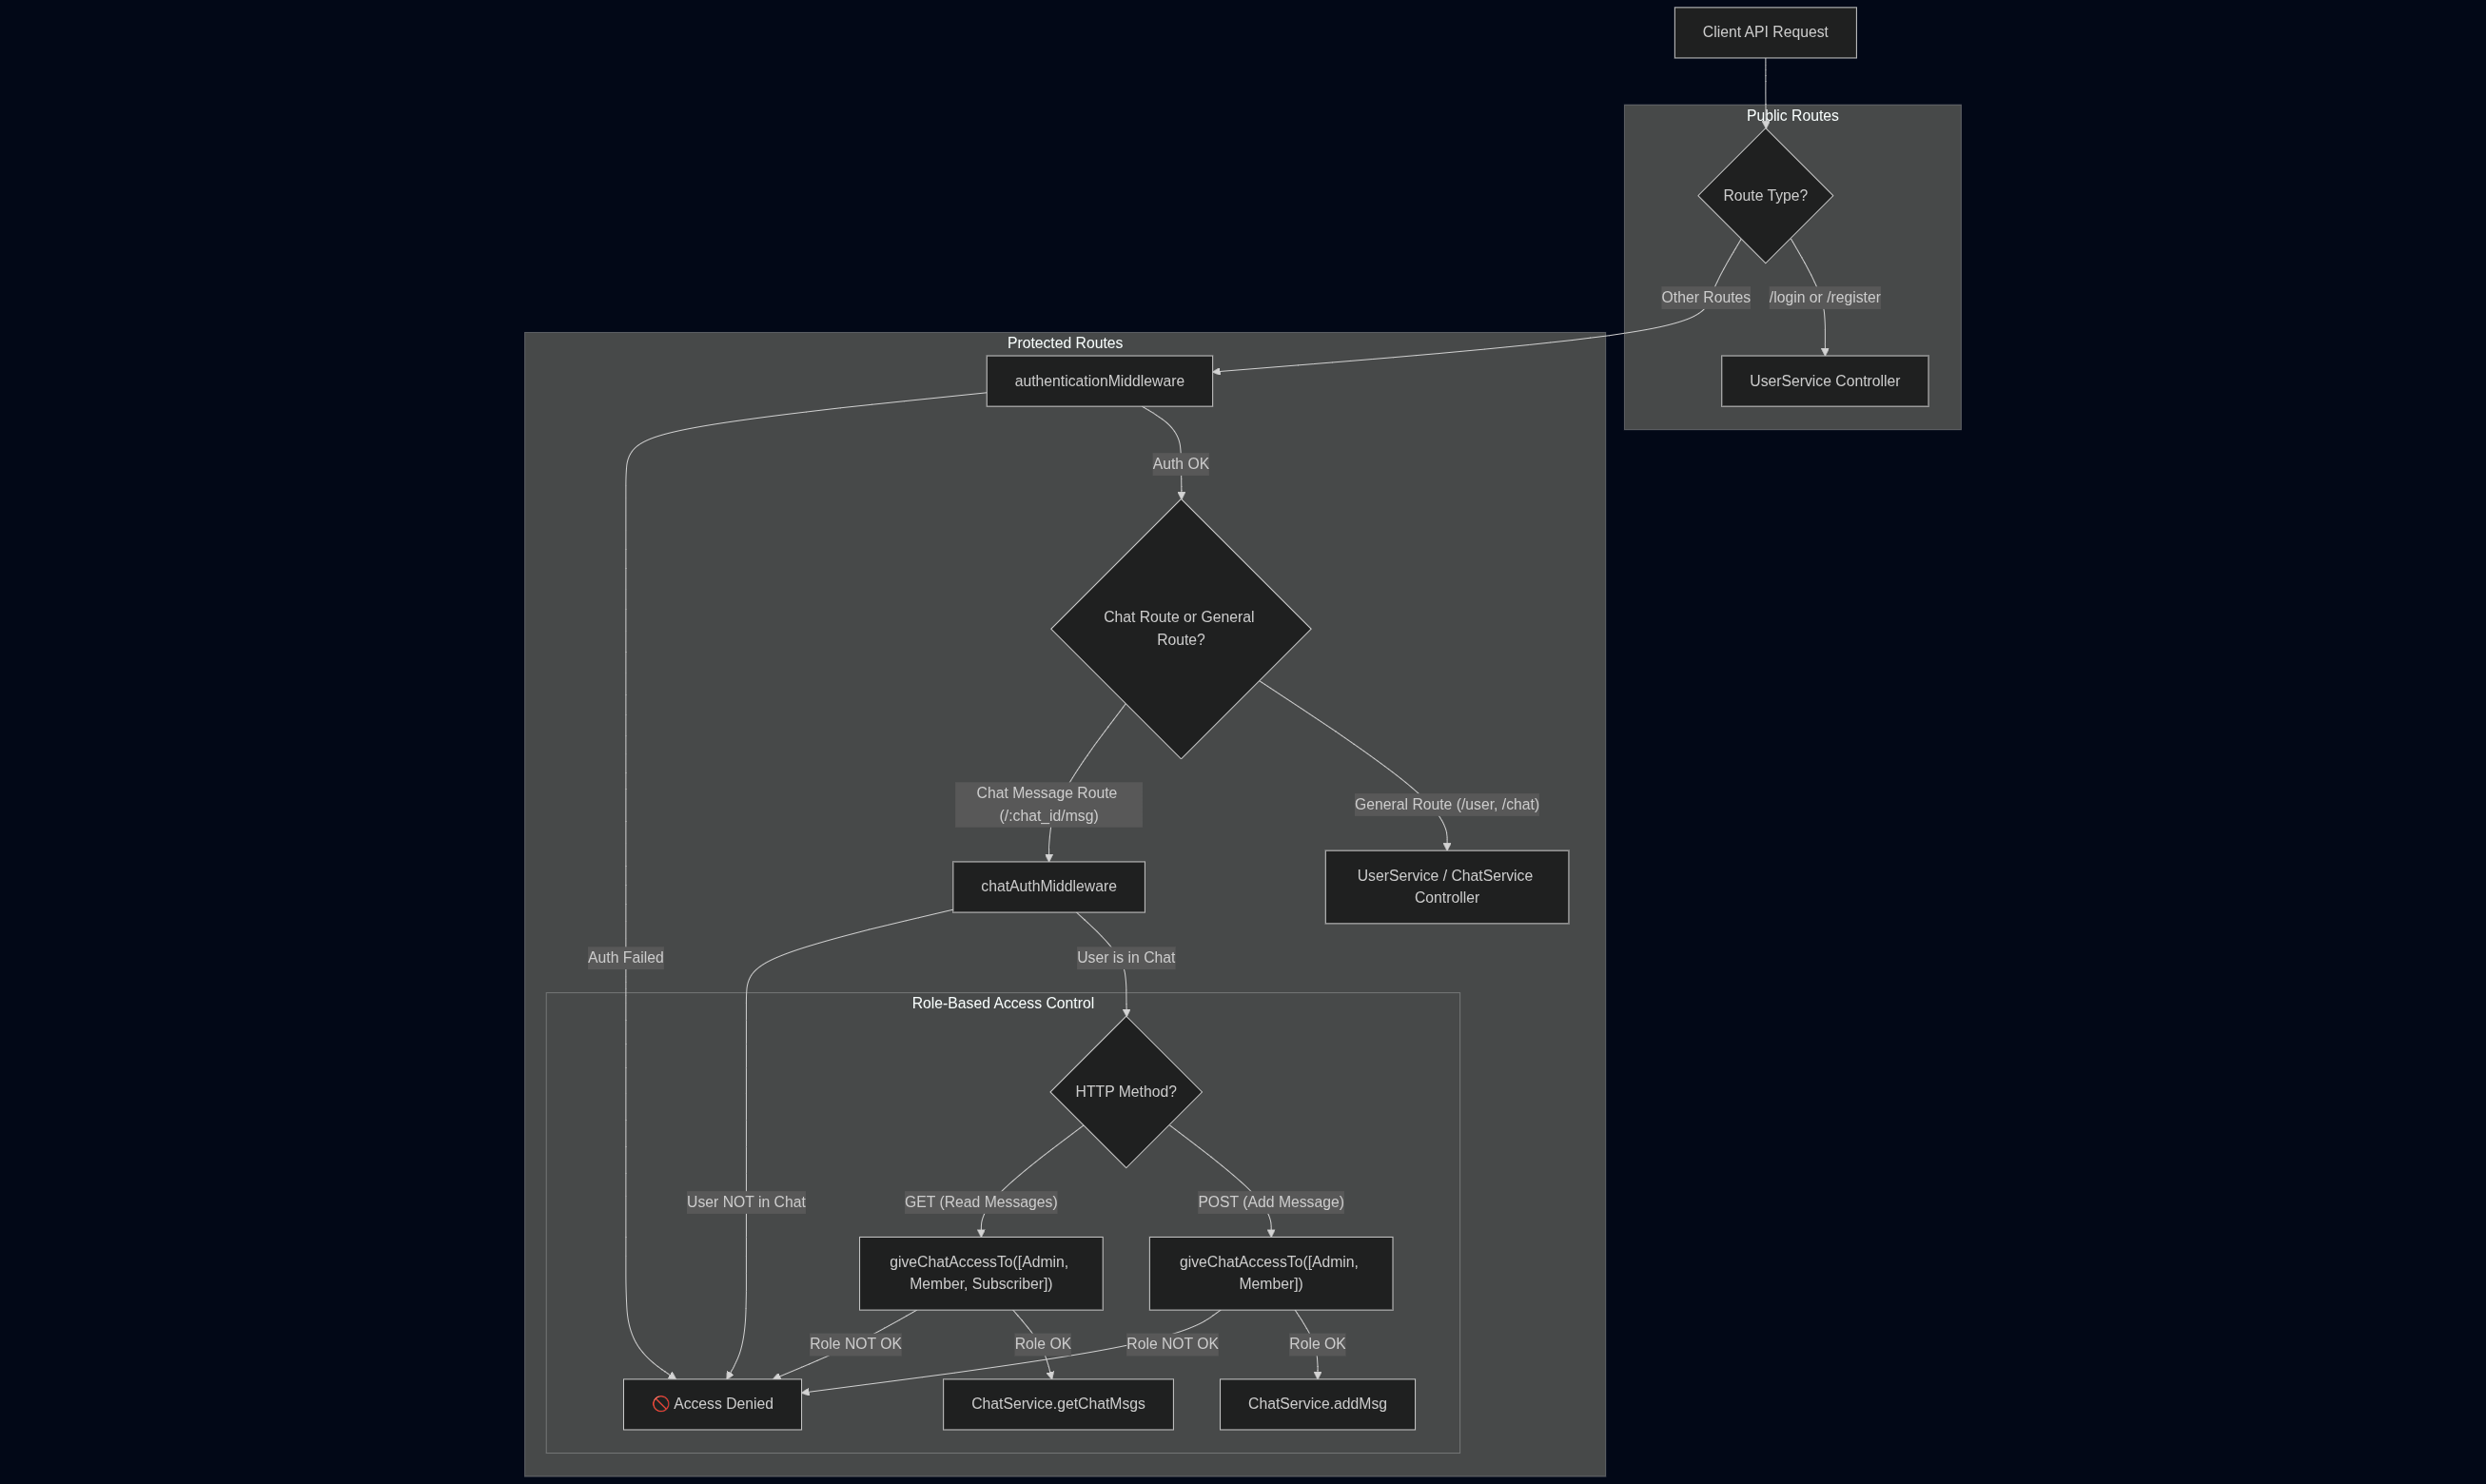 Client API Request
Public Routes
Route Type?
Other Routes
/login or /register
Protected Routes
authenticationMiddleware
UserService Controller
Auth OK
Chat Route or General
Route?
Chat Message Route
(/:chat_id/msg)
General Route (/user, /chat)
chatAuthMiddleware
UserService / ChatService
Controller
Auth Failed
User is in Chat
Role-Based Access Control
HTTP Method?
User NOT in Chat
GET (Read Messages)
POST (Add Message)
giveChatAccessTo([Admin,
Member, Subscriber])
giveChatAccessTo([Admin,
Member])
Role NOT OK
Role OK
Role NOT OK
Role OK
🚫 Access Denied
ChatService.getChatMsgs
ChatService.addMsg